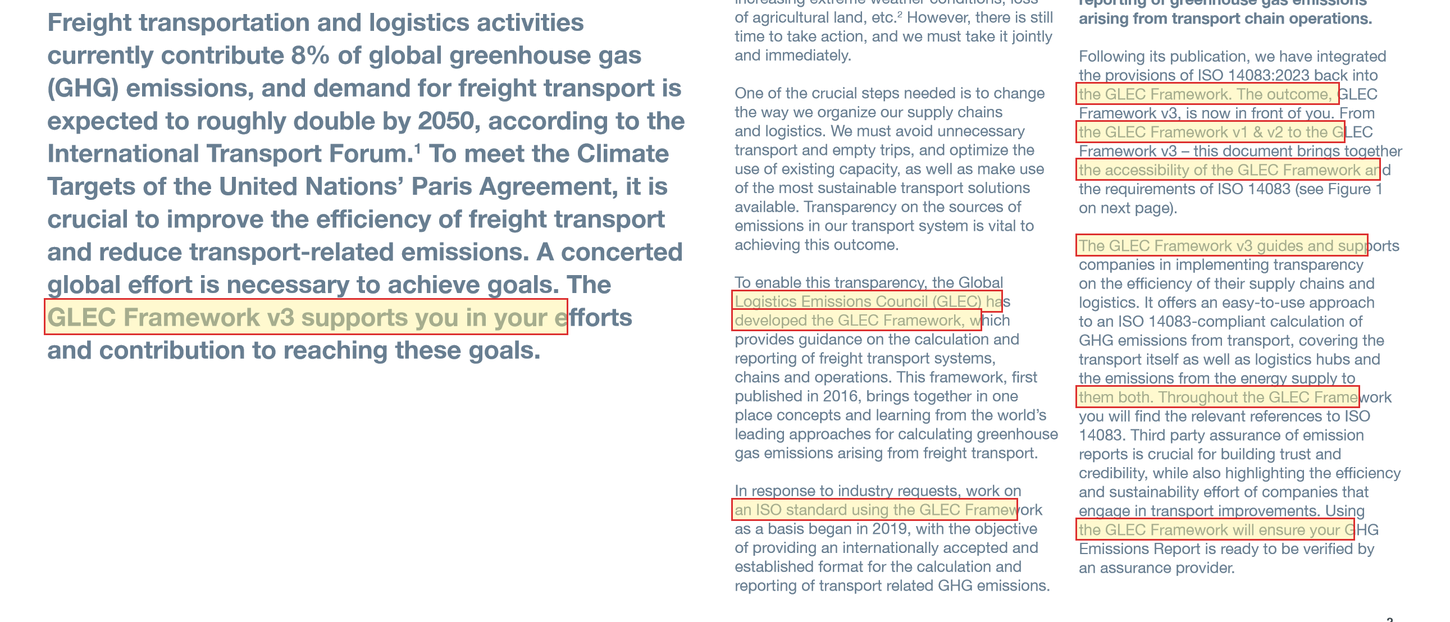 Freight transportation and logistics activities
currently contribute 8% of global greenhouse gas
(GHG) emissions, and demand for freight transport is
expected to roughly double by 2050, according to the
International Transport Forum.¹ To meet the Climate
Targets of the United Nations’ Paris Agreement, it is
crucial to improve the efficiency of freight transport
and reduce transport-related emissions. A concerted
global effort is necessary to achieve goals. The
GLEC Framework v3 supports you in your efforts
and contribution to reaching these goals.
increasing extreme weather conditions, loss
of agricultural land, etc.² However, there is still
time to take action, and we must take it jointly
and immediately.
One of the crucial steps needed is to change
the way we organize our supply chains
and logistics. We must avoid unnecessary
transport and empty trips, and optimize the
use of existing capacity, as well as make use
of the most sustainable transport solutions
available. Transparency on the sources of
emissions in our transport system is vital to
achieving this outcome.
To enable this transparency, the Global
Logistics Emissions Council (GLEC) has
developed the GLEC Framework, which
provides guidance on the calculation and
reporting of freight transport systems,
chains and operations. This framework, first
published in 2016, brings together in one
place concepts and learning from the world’s
leading approaches for calculating greenhouse
gas emissions arising from freight transport.
In response to industry requests, work on
an ISO standard using the GLEC Framework
as a basis began in 2019, with the objective
of providing an internationally accepted and
established format for the calculation and
reporting of transport related GHG emissions.
reporting of greenhouse gas emissions
arising from transport chain operations.
Following its publication, we have integrated
the provisions of ISO 14083:2023 back into
the GLEC Framework. The outcome, GLEC
Framework v3, is now in front of you. From
the GLEC Framework v1 & v2 to the GLEC
Framework v3 – this document brings together
the accessibility of the GLEC Framework and
the requirements of ISO 14083 (see Figure 1
on next page).
The GLEC Framework v3 guides and supports
companies in implementing transparency
on the efficiency of their supply chains and
logistics. It offers an easy-to-use approach
to an ISO 14083-compliant calculation of
GHG emissions from transport, covering the
transport itself as well as logistics hubs and
the emissions from the energy supply to
them both. Throughout the GLEC Framework
you will find the relevant references to ISO
14083. Third party assurance of emission
reports is crucial for building trust and
credibility, while also highlighting the efficiency
and sustainability effort of companies that
engage in transport improvements. Using
the GLEC Framework will ensure your GHG
Emissions Report is ready to be verified by
an assurance provider.